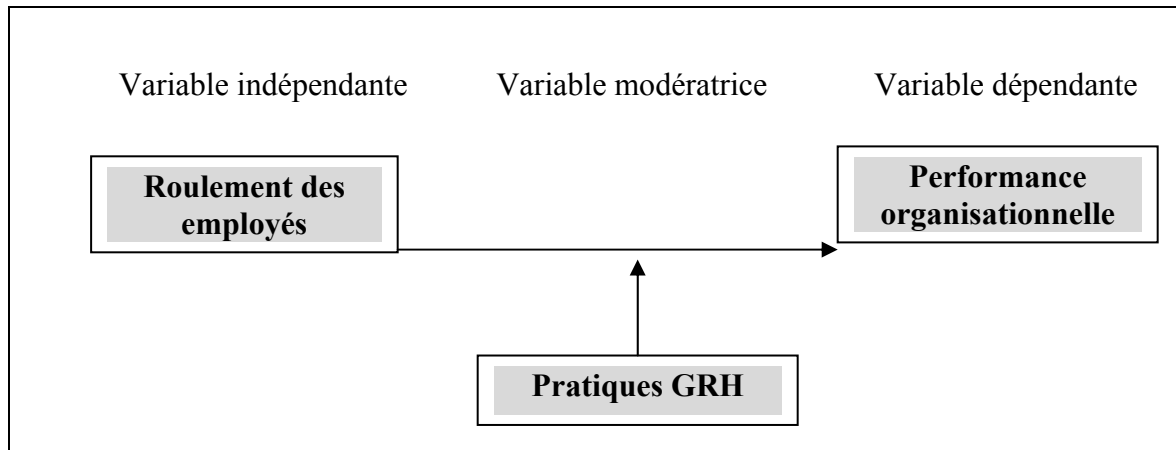 Variable indépendante
Variable modératrice
Variable dépendante
Roulement des
employés
Performance
organisationnelle
Pratiques GRH